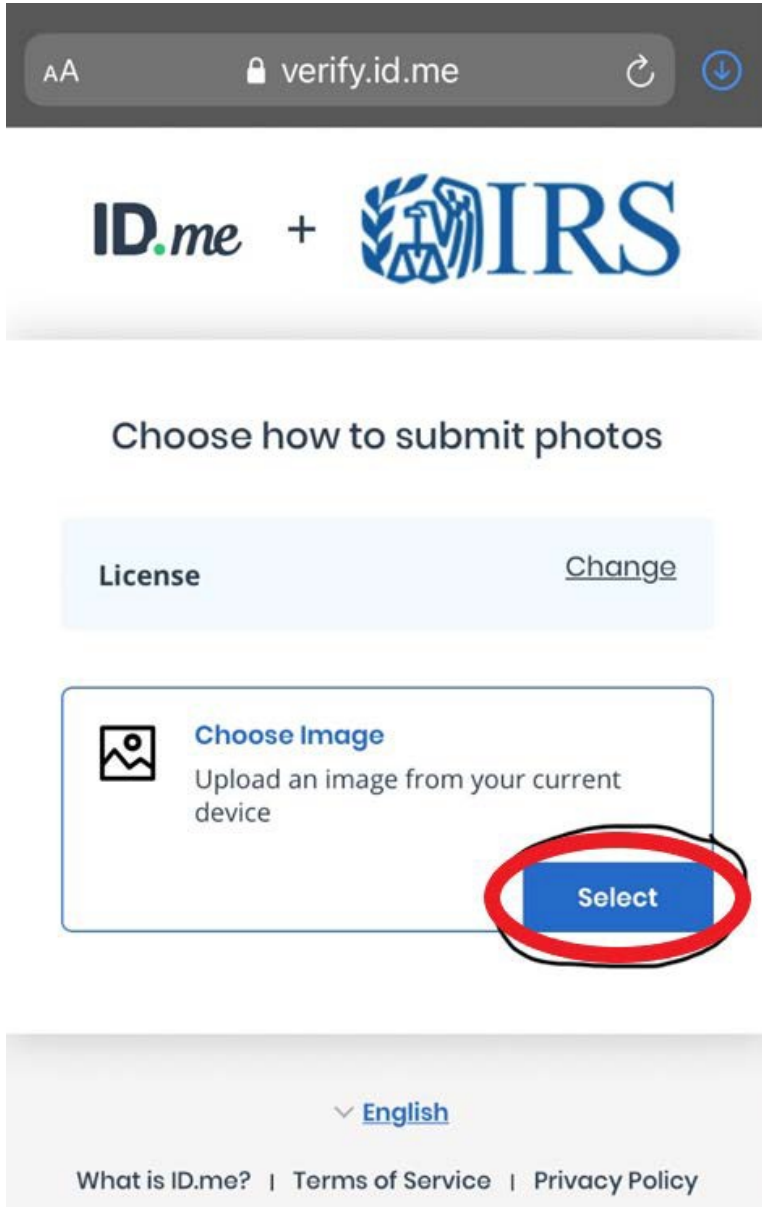 AA verify.id.me
ID.me + IRS
Choose how to submit photos
License Change
Choose Image
Upload an image from your current
device
Select
English
What is ID.me? | Terms of Service | Privacy Policy